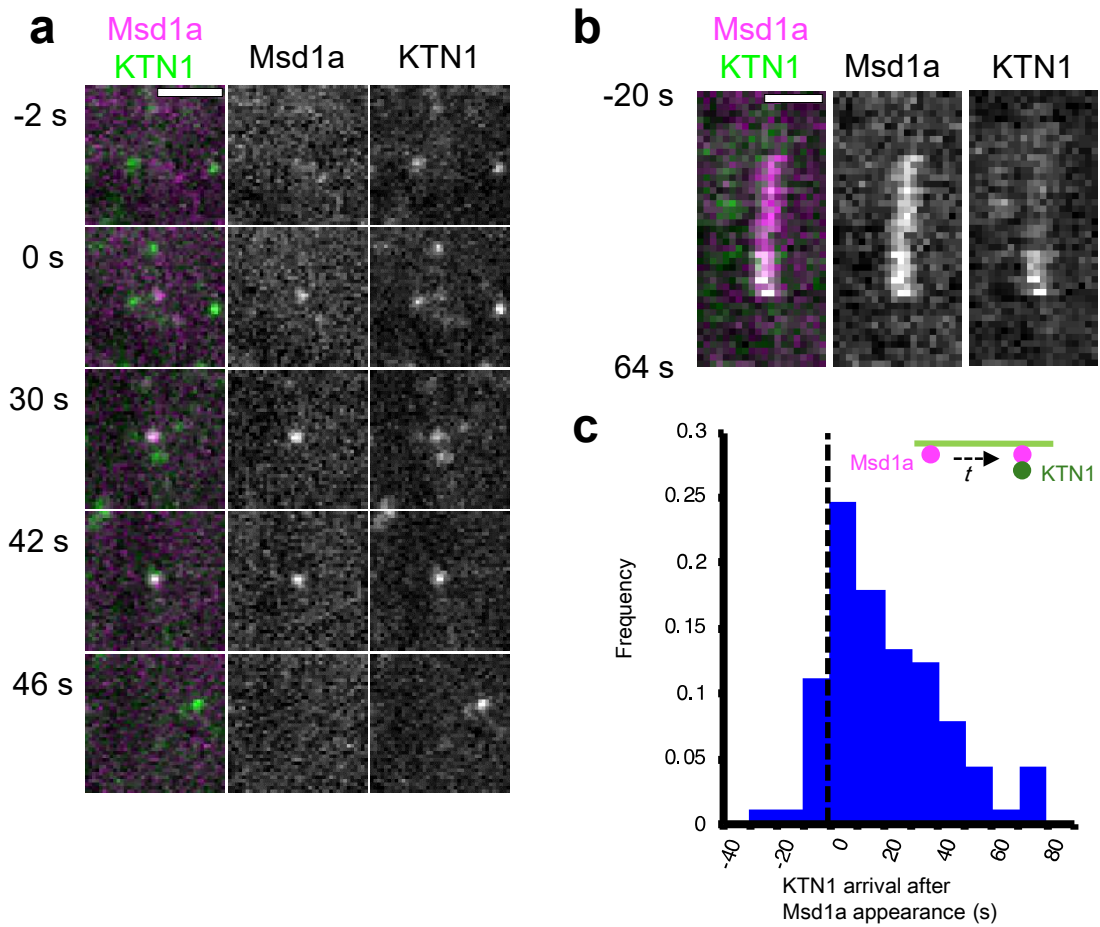 a
Msd1a
KTN1
Msd1a
KTN1
-2 s
0 s
30 s
42 s
46 s
b
Msd1a
KTN1
Msd1a
KTN1
-20 s
64 s
c
0.3
0.25
0.2
0.15
0.1
0.05
0
Frequency
Msd1a
t
KTN1
-40
-20
0
20
40
60
80
KTN1 arrival after
Msd1a appearance (s)